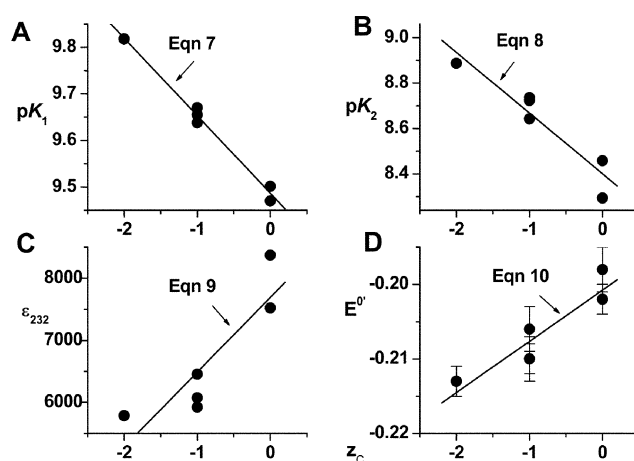 A
9.8
Eqn 7
pK1
9.7
9.6
9.5
-2 -1 0
B
9.0
Eqn 8
8.8
pK2
8.6
8.4
-2 -1 0
C
8000
Eqn 9
ε232
7000
6000
-2 -1 0
D
-0.20
Eqn 10
E0'
-0.21
-0.22
-2 zC -1 0